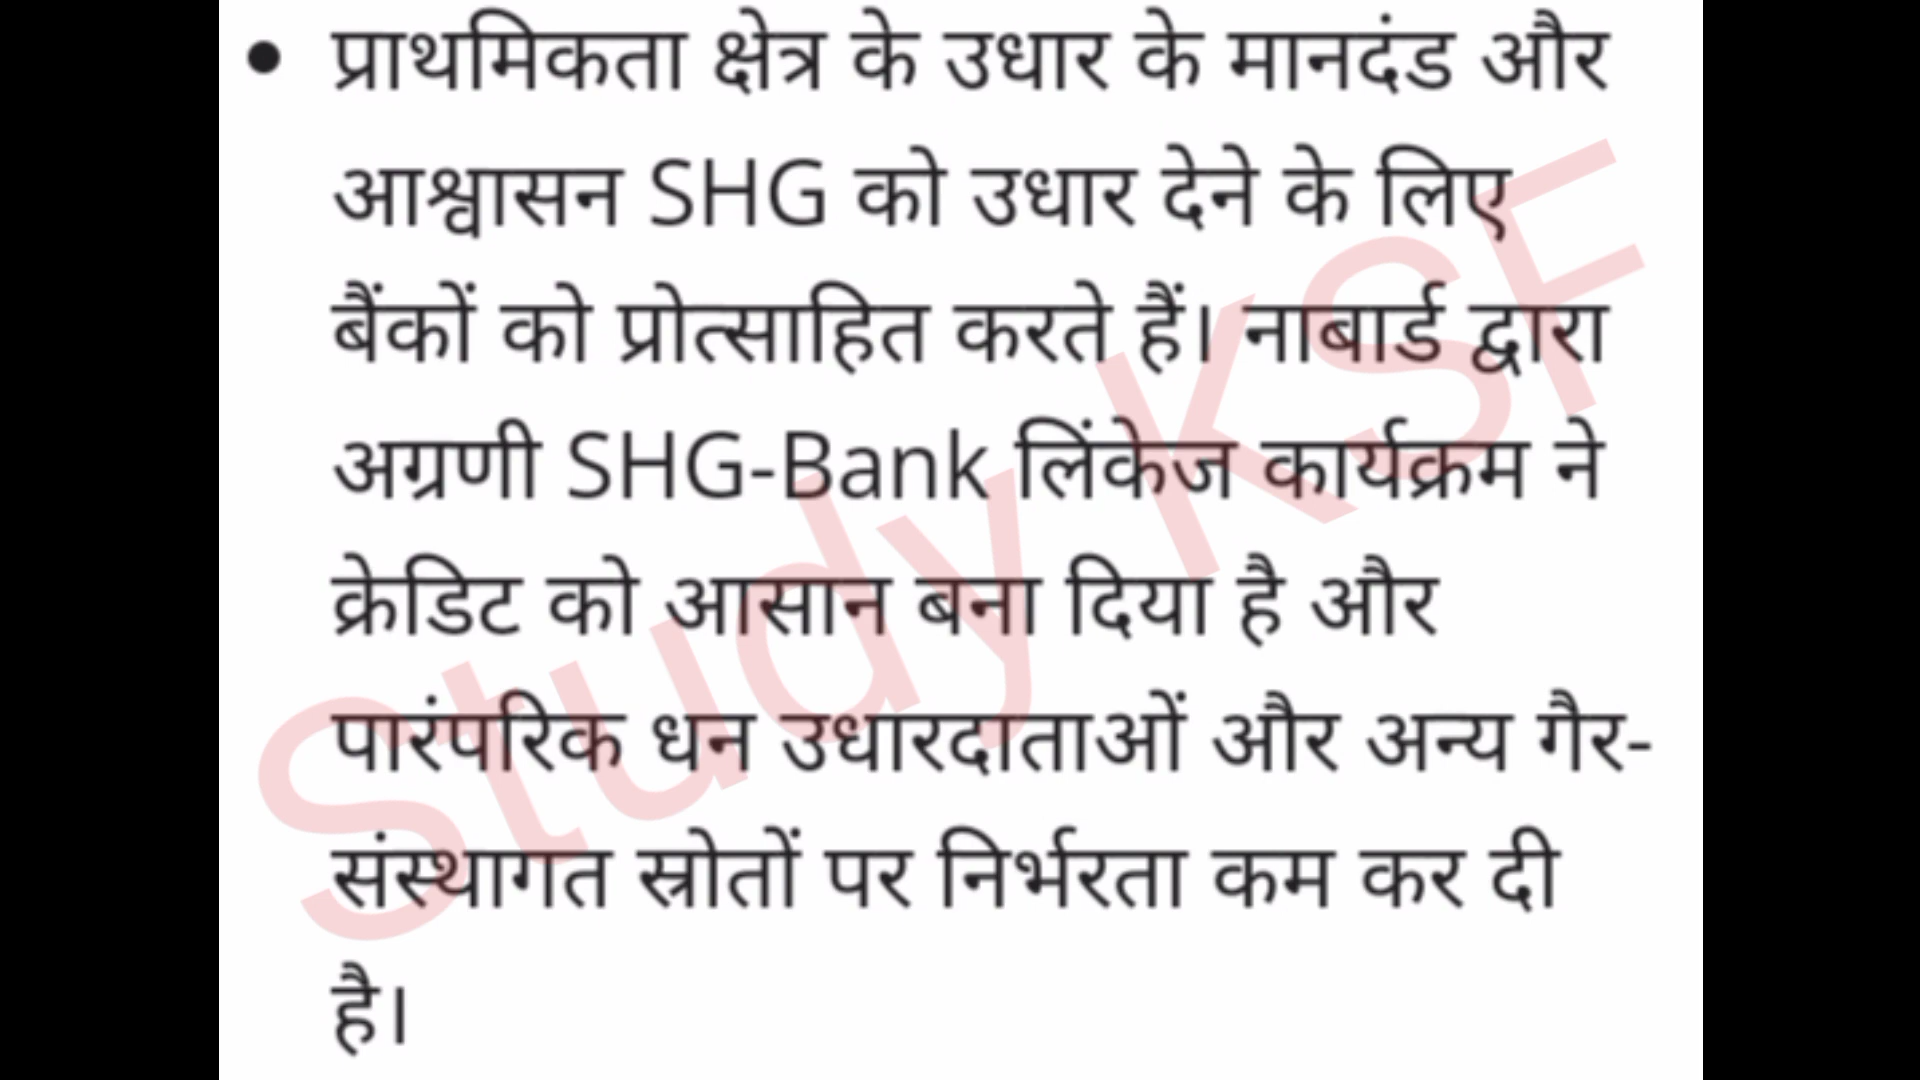 • प्राथमिकता क्षेत्र के उधार के मानदंड और
आश्वासन SHG को उधार देने के लिए
बैंकों को प्रोत्साहित करते हैं। नाबार्ड द्वारा
अग्रणी SHG-Bank लिंकेज कार्यक्रम ने
क्रेडिट को आसान बना दिया है और
पारंपरिक धन उधारदाताओं और अन्य गैर-
संस्थागत स्रोतों पर निर्भरता कम कर दी
है।
Study KSF